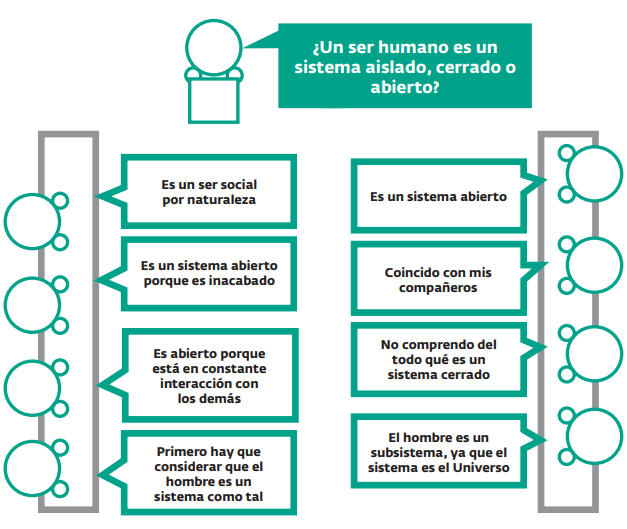 ¿Un ser humano es un
sistema aislado, cerrado o
abierto?
Es un ser social
por naturaleza
Es un sistema abierto
porque es inacabado
Es abierto porque
está en constante
interacción con
los demás
Primero hay que
considerar que el
hombre es un
sistema como tal
Es un sistema abierto
Coincido con mis
compañeros
No comprendo del
todo qué es un
sistema cerrado
El hombre es un
subsistema, ya que el
sistema es el Universo